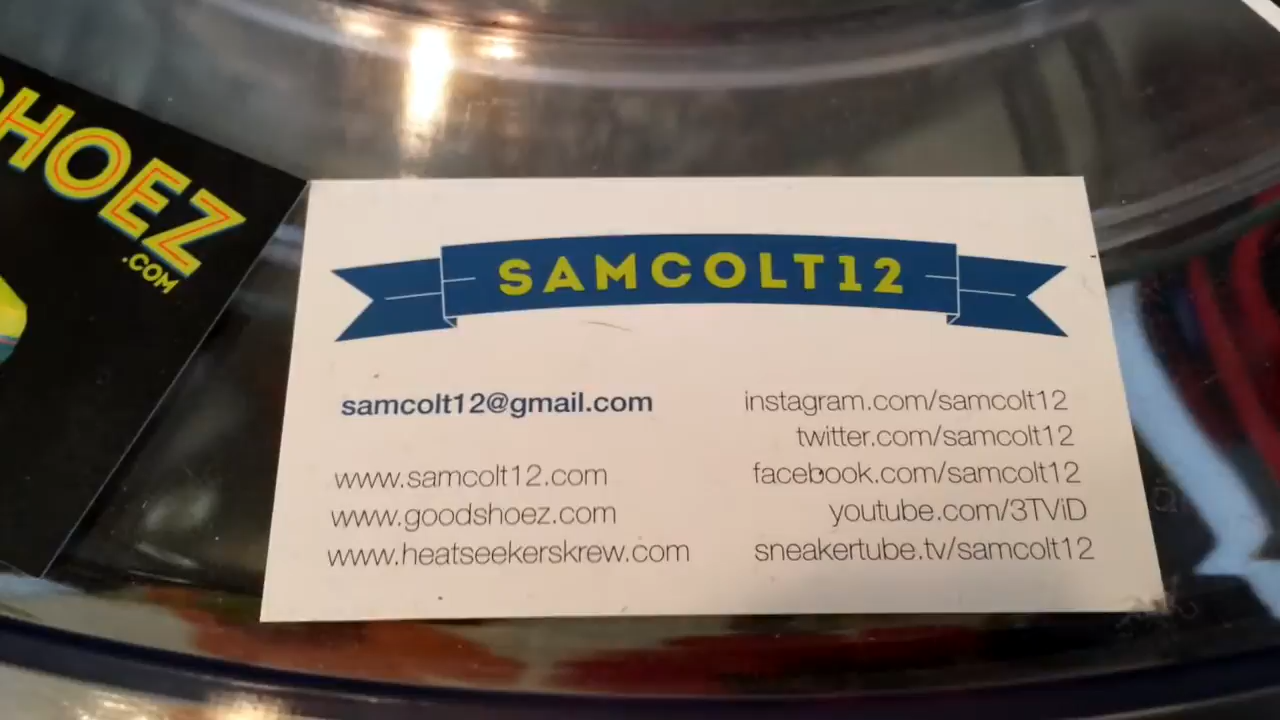 HOEZ
.COM
SAMCOLT12
samcolt12@gmail.com
www.samcolt12.com
www.goodshoez.com
www.heatseekerskrew.com
instagram.com/samcolt12
twitter.com/samcolt12
facebook.com/samcolt12
youtube.com/3TViD
sneakertube.tv/samcolt12